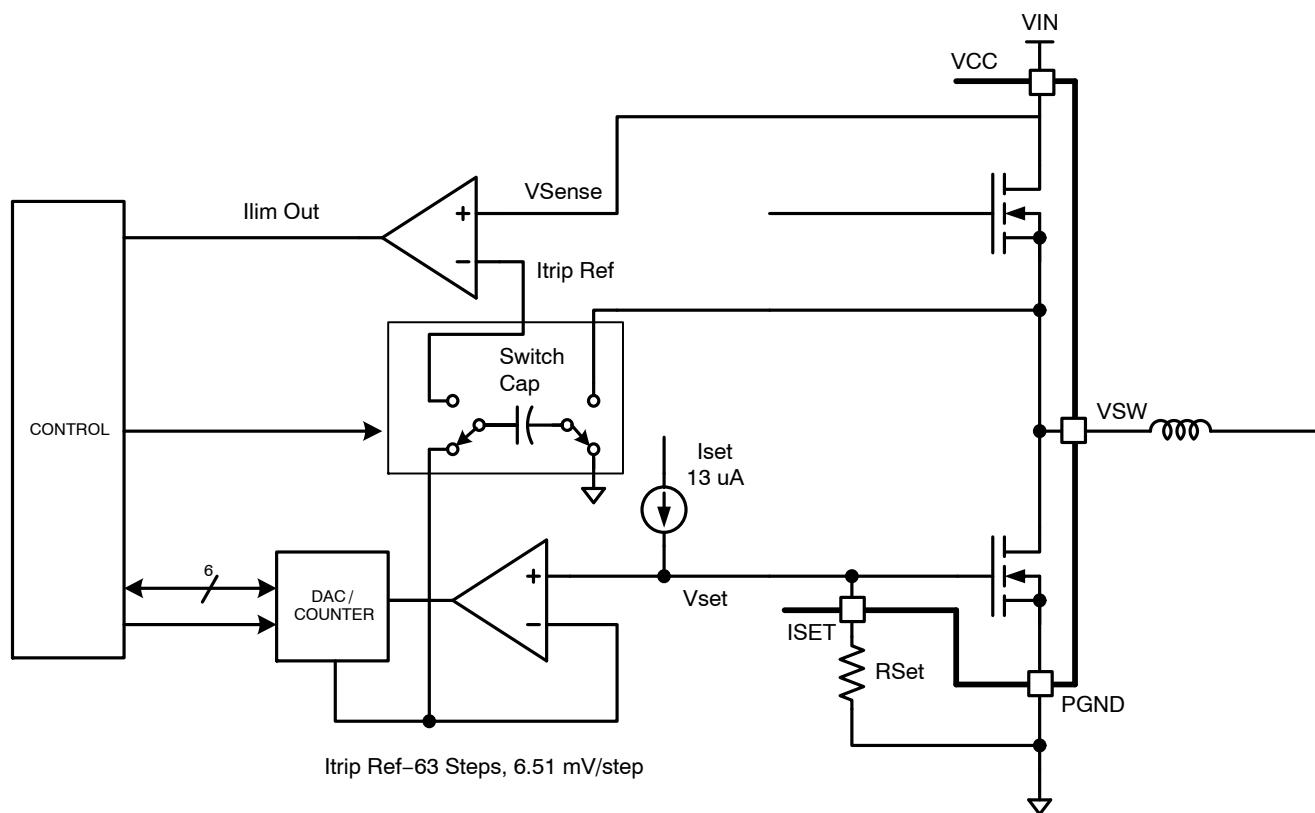 VIN
VCC
VSense
Ilim Out
Itrip Ref
Switch
Cap
CONTROL
VSW
Iset
13 uA
6
DAC /
COUNTER
Vset
ISET
RSet
PGND
Itrip Ref−63 Steps, 6.51 mV/step